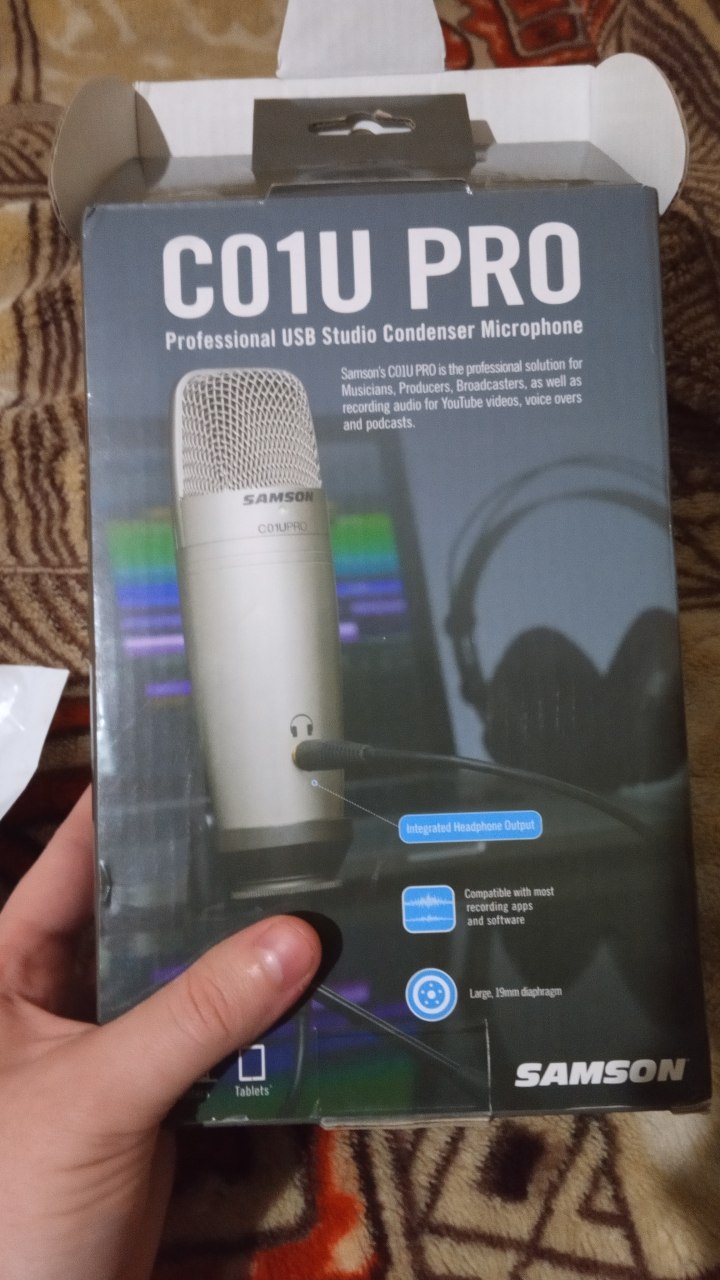 C01U PRO
Professional USB Studio Condenser Microphone
Samson's C01U PRO is the professional solution for
Musicians, Producers, Broadcasters, as well as
recording audio for YouTube videos, voice overs
and podcasts.
SAMSON
C01UPRO
Integrated Headphone Output
Compatible with most
recording apps
and software
Large, 19mm diaphragm
Tablets*
SAMSON